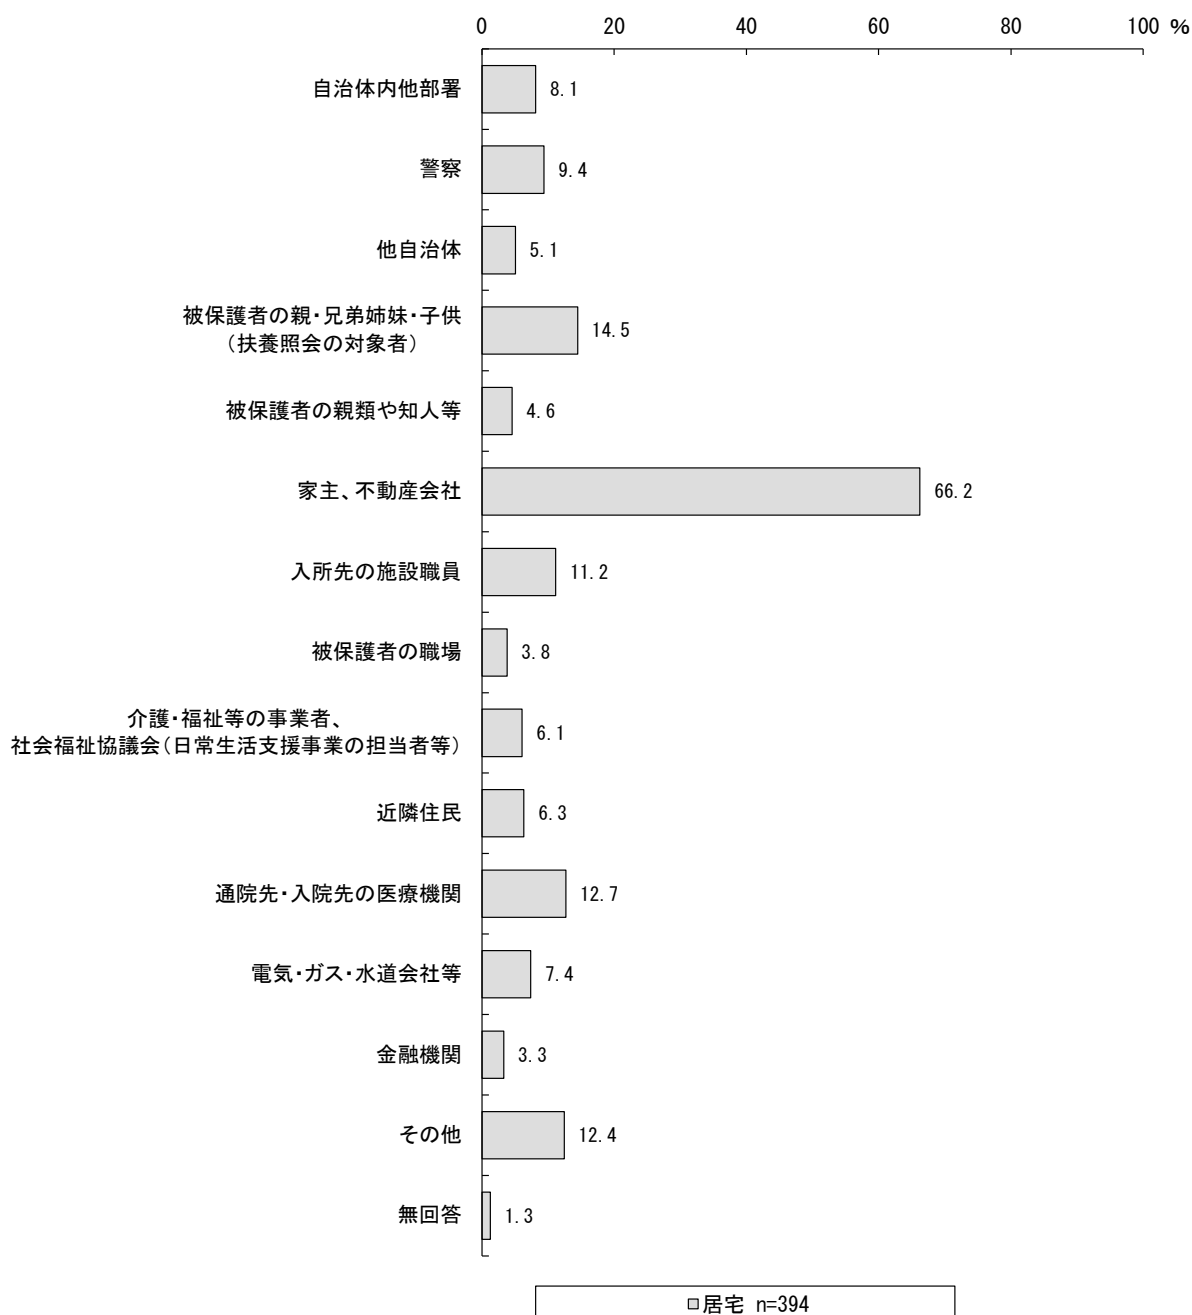 0 20 40 60 80 100 %
自治体内他部署 8.1
警察 9.4
他自治体 5.1
被保護者の親・兄弟姉妹・子供
（扶養照会の対象者） 14.5
被保護者の親類や知人等 4.6
家主、不動産会社 66.2
入所先の施設職員 11.2
被保護者の職場 3.8
介護・福祉等の事業者、
社会福祉協議会（日常生活支援事業の担当者等） 6.1
近隣住民 6.3
通院先・入院先の医療機関 12.7
電気・ガス・水道会社等 7.4
金融機関 3.3
その他 12.4
無回答 1.3
居宅 n=394